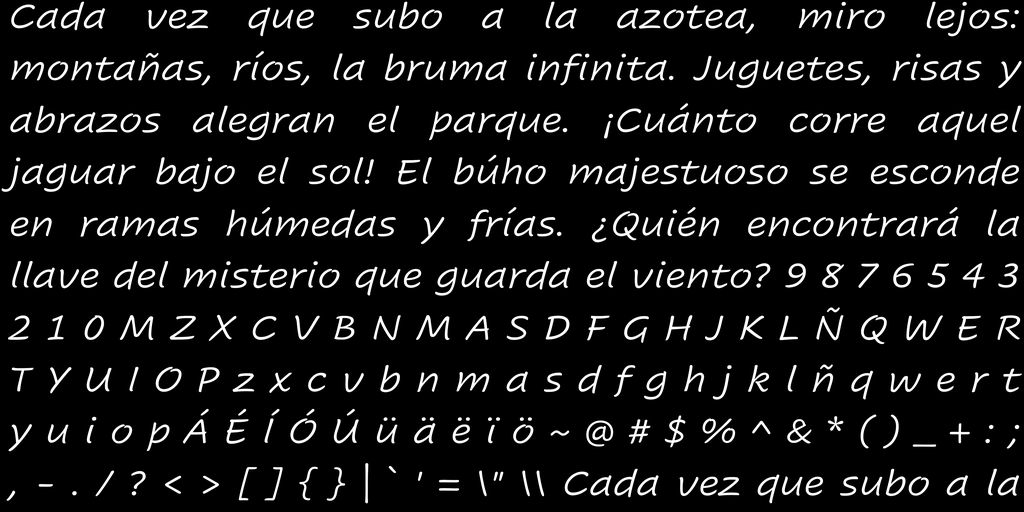 Cada vez que subo a la azotea, miro lejos:
montañas, ríos, la bruma infinita. Juguetes, risas y
abrazos alegran el parque. ¡Cuánto corre aquel
jaguar bajo el sol! El búho majestuoso se esconde
en ramas húmedas y frías. ¿Quién encontrará la
llave del misterio que guarda el viento? 9 8 7 6 5 4 3
2 1 0 M Z X C V B N M A S D F G H J K L Ñ Q W E R
T Y U I O P z x c v b n m a s d f g h j k l ñ q w e r t
y u i o p Á É Í Ó Ú ü ä ë ï ö ~ @ # $ % ^ & * ( ) _ + : ;
, - . / ? < > [ ] { } | ` ' = \" \\ Cada vez que subo a la